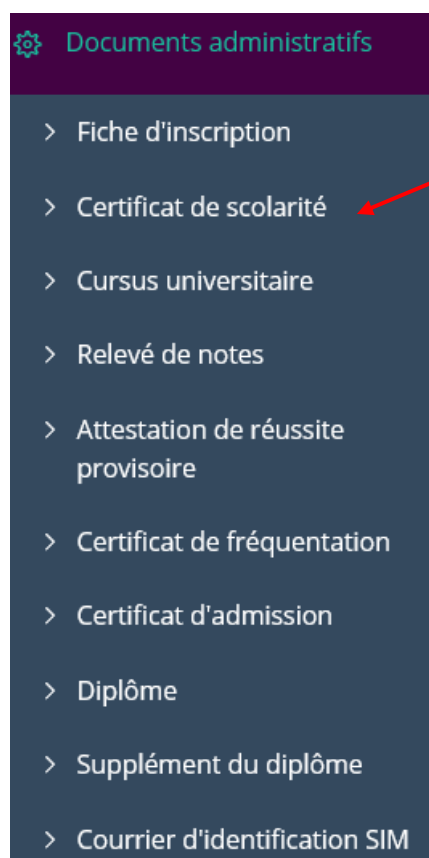 Documents administratifs
Fiche d'inscription
Certificat de scolarité
Cursus universitaire
Relevé de notes
Attestation de réussite
provisoire
Certificat de fréquentation
Certificat d'admission
Diplôme
Supplément du diplôme
Courrier d'identification SIM